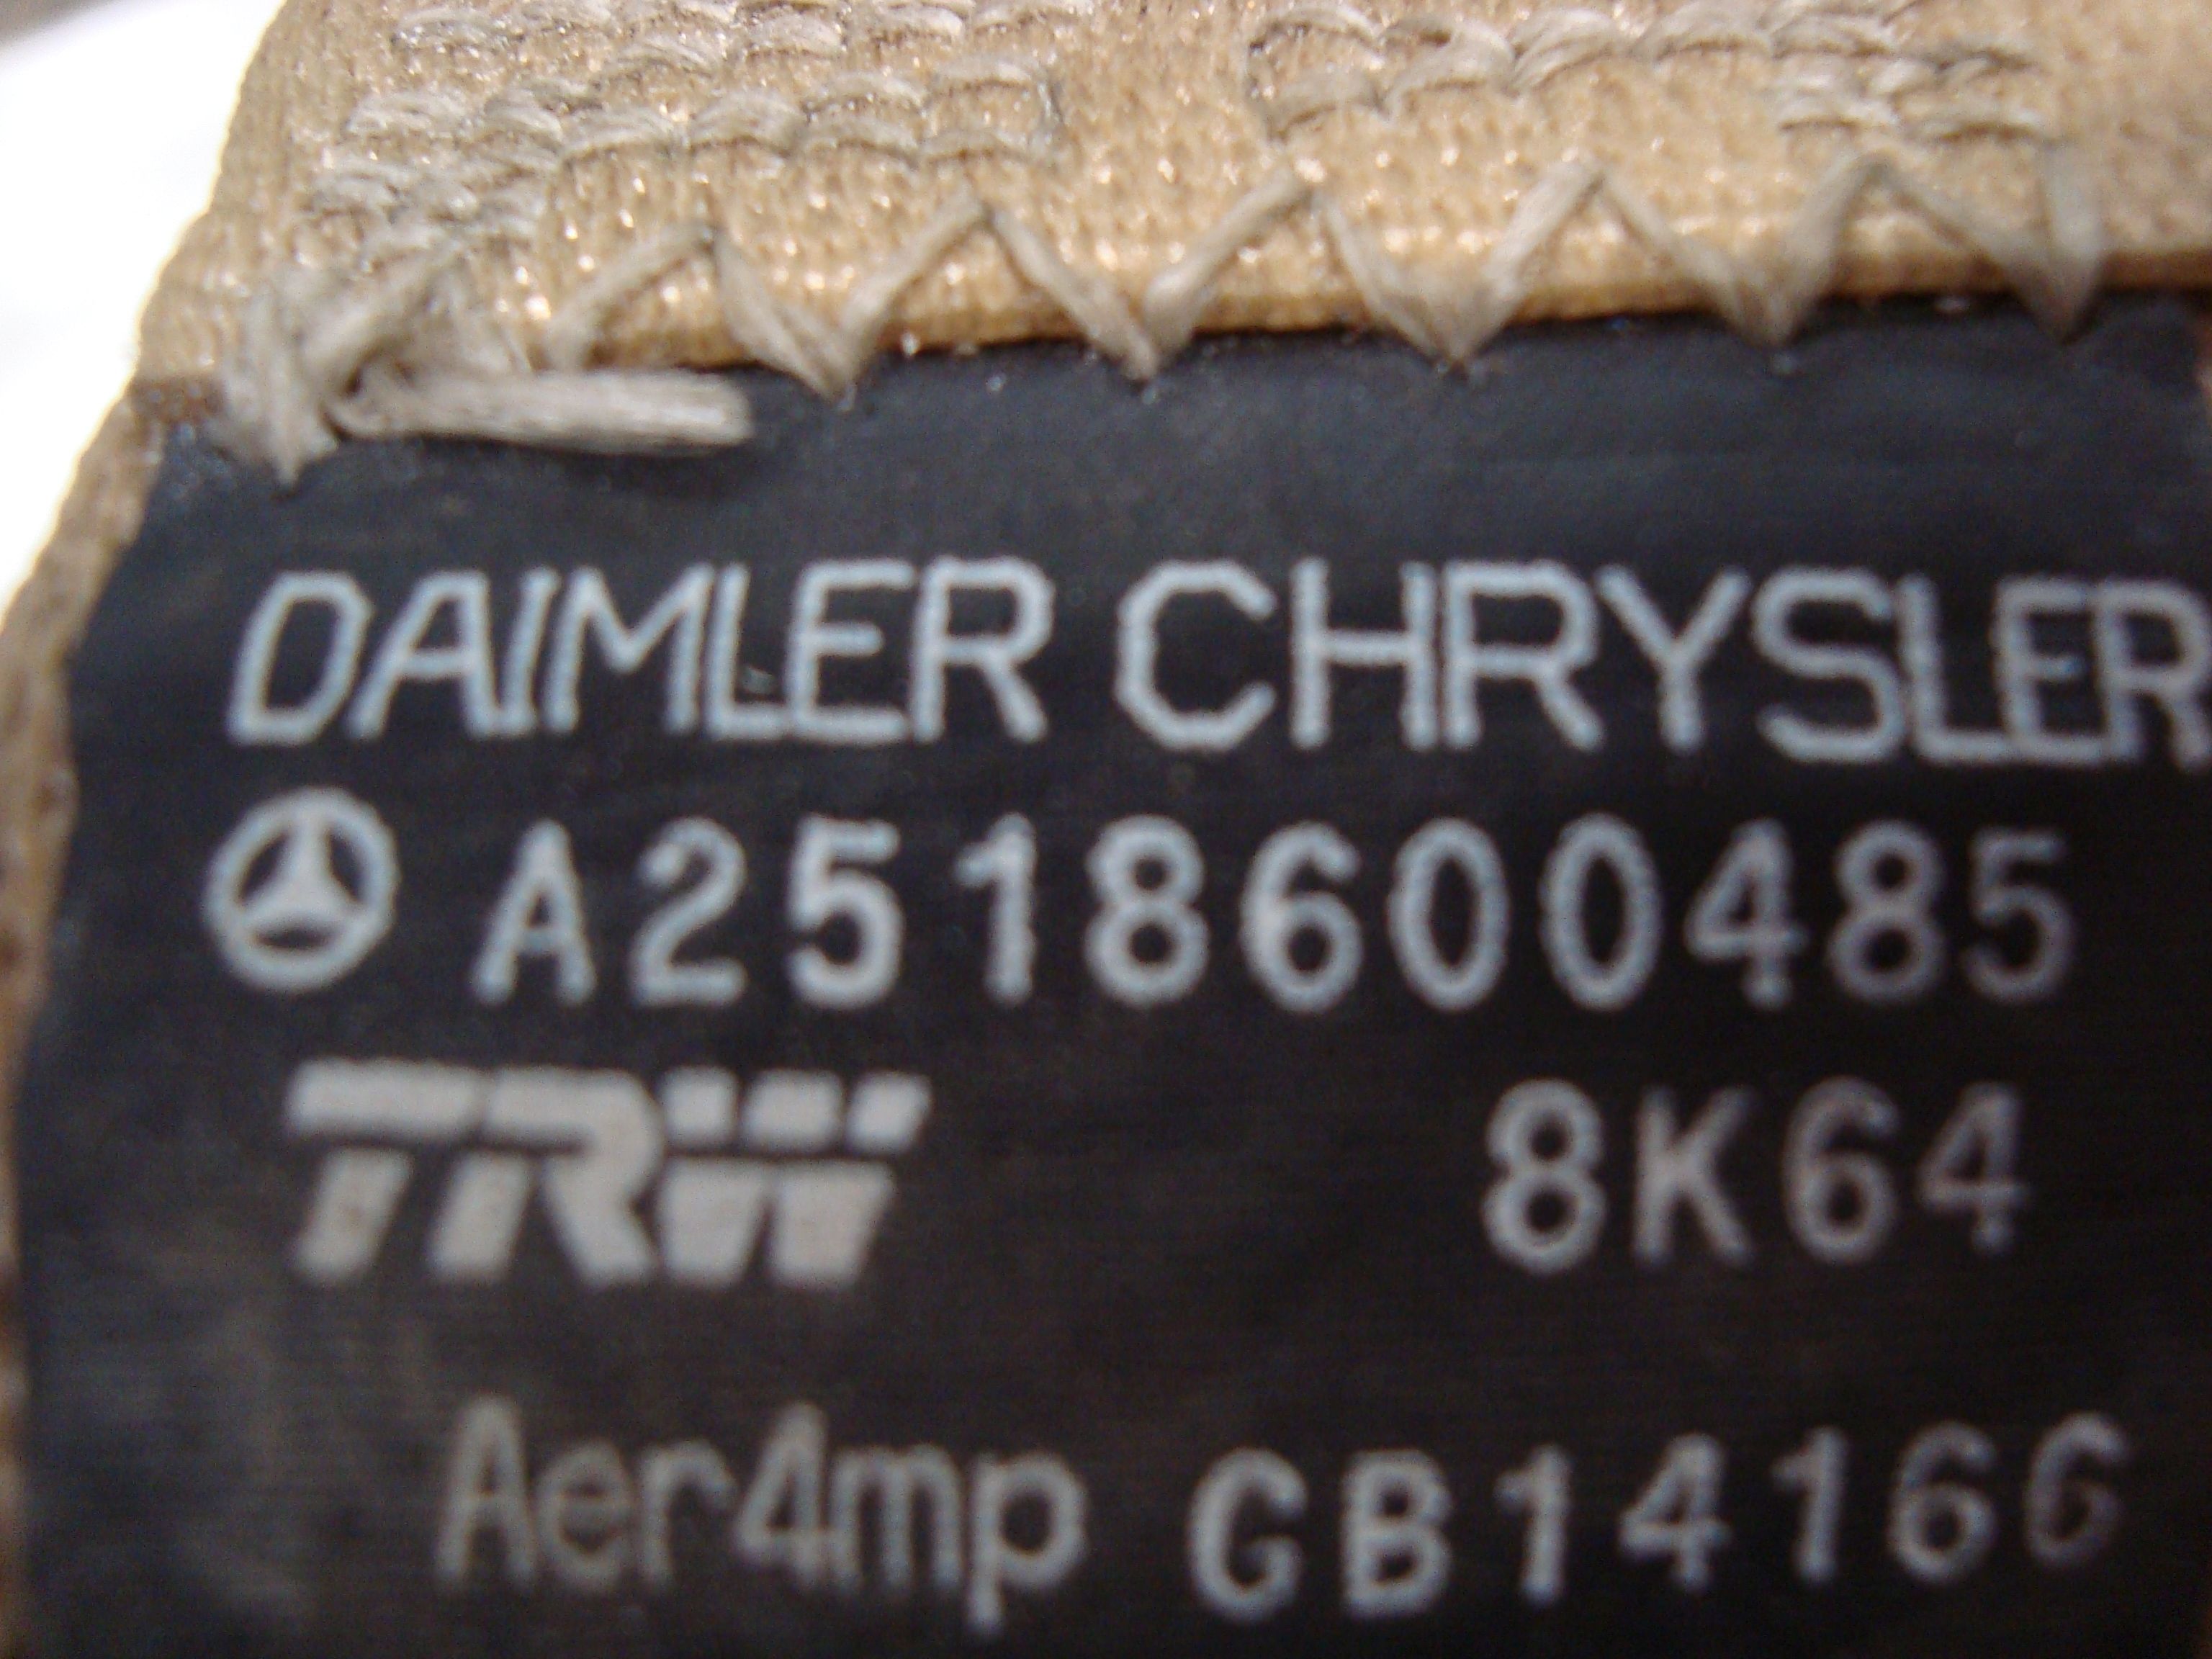 DAIMLER CHRYSLER
A2518600485
TRW 8K64
Aer4mp GB14166